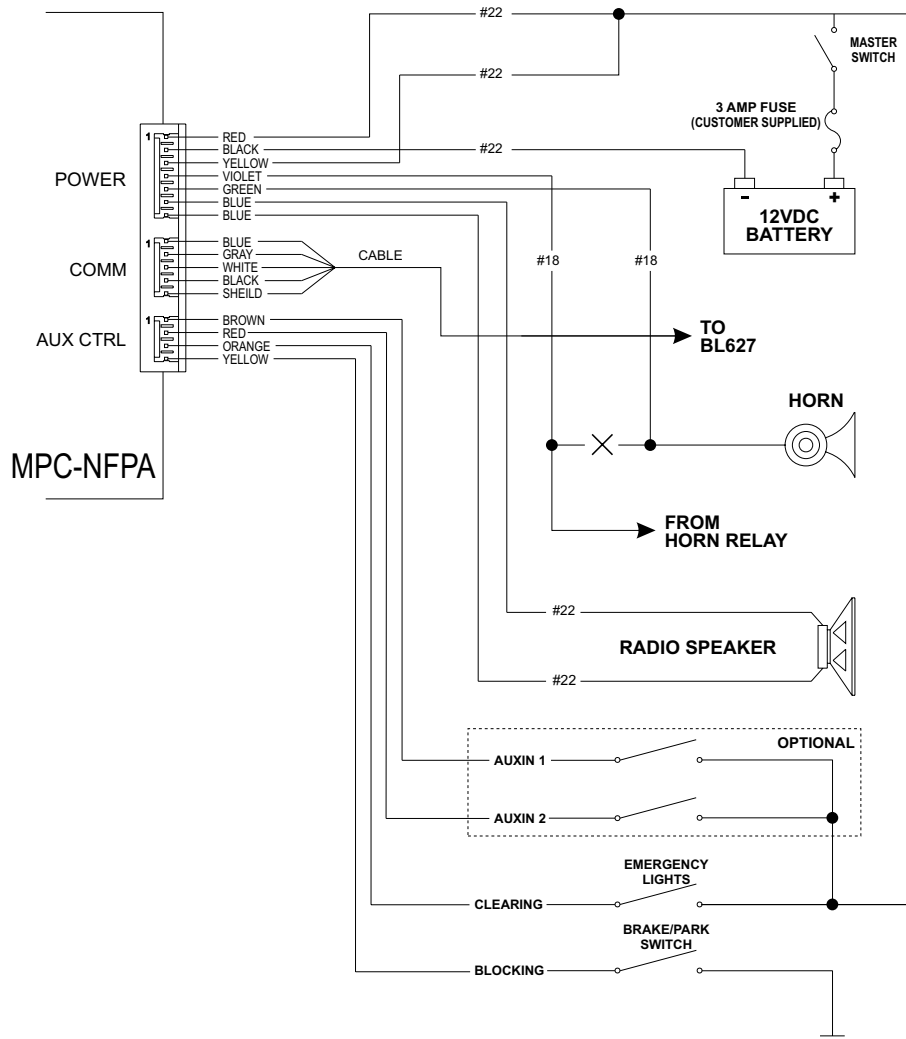 #22
MASTER
SWITCH
#22
3 AMP FUSE
(CUSTOMER SUPPLIED)
1
RED
BLACK
#22
YELLOW
VIOLET
GREEN
BLUE
BLUE
POWER
-
+
12VDC
BATTERY
1
BLUE
GRAY
WHITE
BLACK
SHEILD
COMM
CABLE
#18
#18
1
BROWN
RED
ORANGE
YELLOW
AUX CTRL
TO
BL627
HORN
MPC-NFPA
FROM
HORN RELAY
#22
RADIO SPEAKER
#22
OPTIONAL
AUXIN 1
AUXIN 2
EMERGENCY
LIGHTS
CLEARING
BRAKE/PARK
SWITCH
BLOCKING